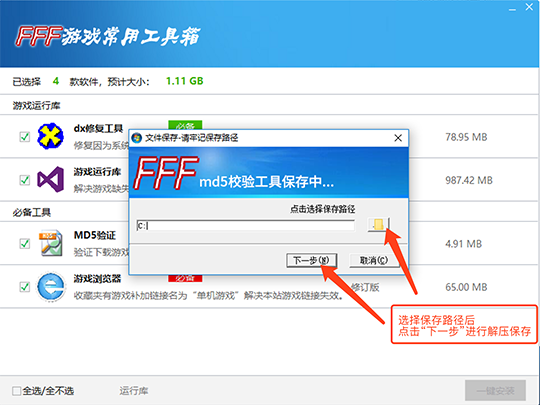 FFF游戏常用工具箱
已选择 4 款软件，预计大小： 1.11 GB
游戏运行库
dx修复工具 必备
修复因为系统
78.95 MB
文件保存-请牢记保存路径
FFF md5校验工具保存中...
点击选择保存路径
C:
下一步(N) 取消(C)
游戏运行库
解决游戏缺失
987.42 MB
必备工具
MD5验证
验证下载游戏
4.91 MB
游戏浏览器 必备
收藏夹有游戏补加链接名为“单机游戏”解决本站游戏链接失效。 修订版
65.00 MB
选择保存路径后
点击“下一步”进行解压保存
全选/全不选 运行库 一键安装